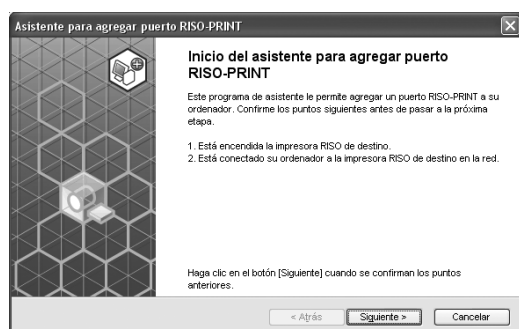 Asistente para agregar puerto RISO-PRINT
Inicio del asistente para agregar puerto
RISO-PRINT
Este programa de asistente le permite agregar un puerto RISO-PRINT a su
ordenador. Confirme los puntos siguientes antes de pasar a la próxima
etapa.
1. Está encendida la impresora RISO de destino.
2. Está conectado su ordenador a la impresora RISO de destino en la red.
Haga clic en el botón [Siguiente] cuando se confirman los puntos
anteriores.
< Atrás Siguiente > Cancelar